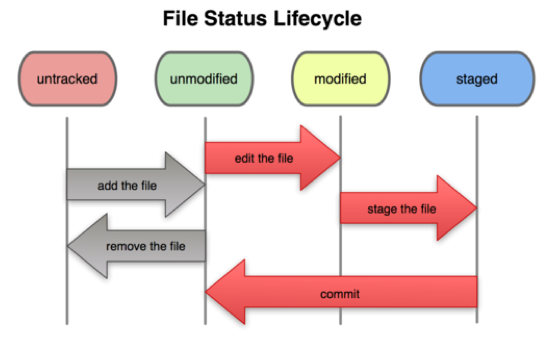 File Status Lifecycle
untracked
unmodified
modified
staged
edit the file
add the file
stage the file
remove the file
commit